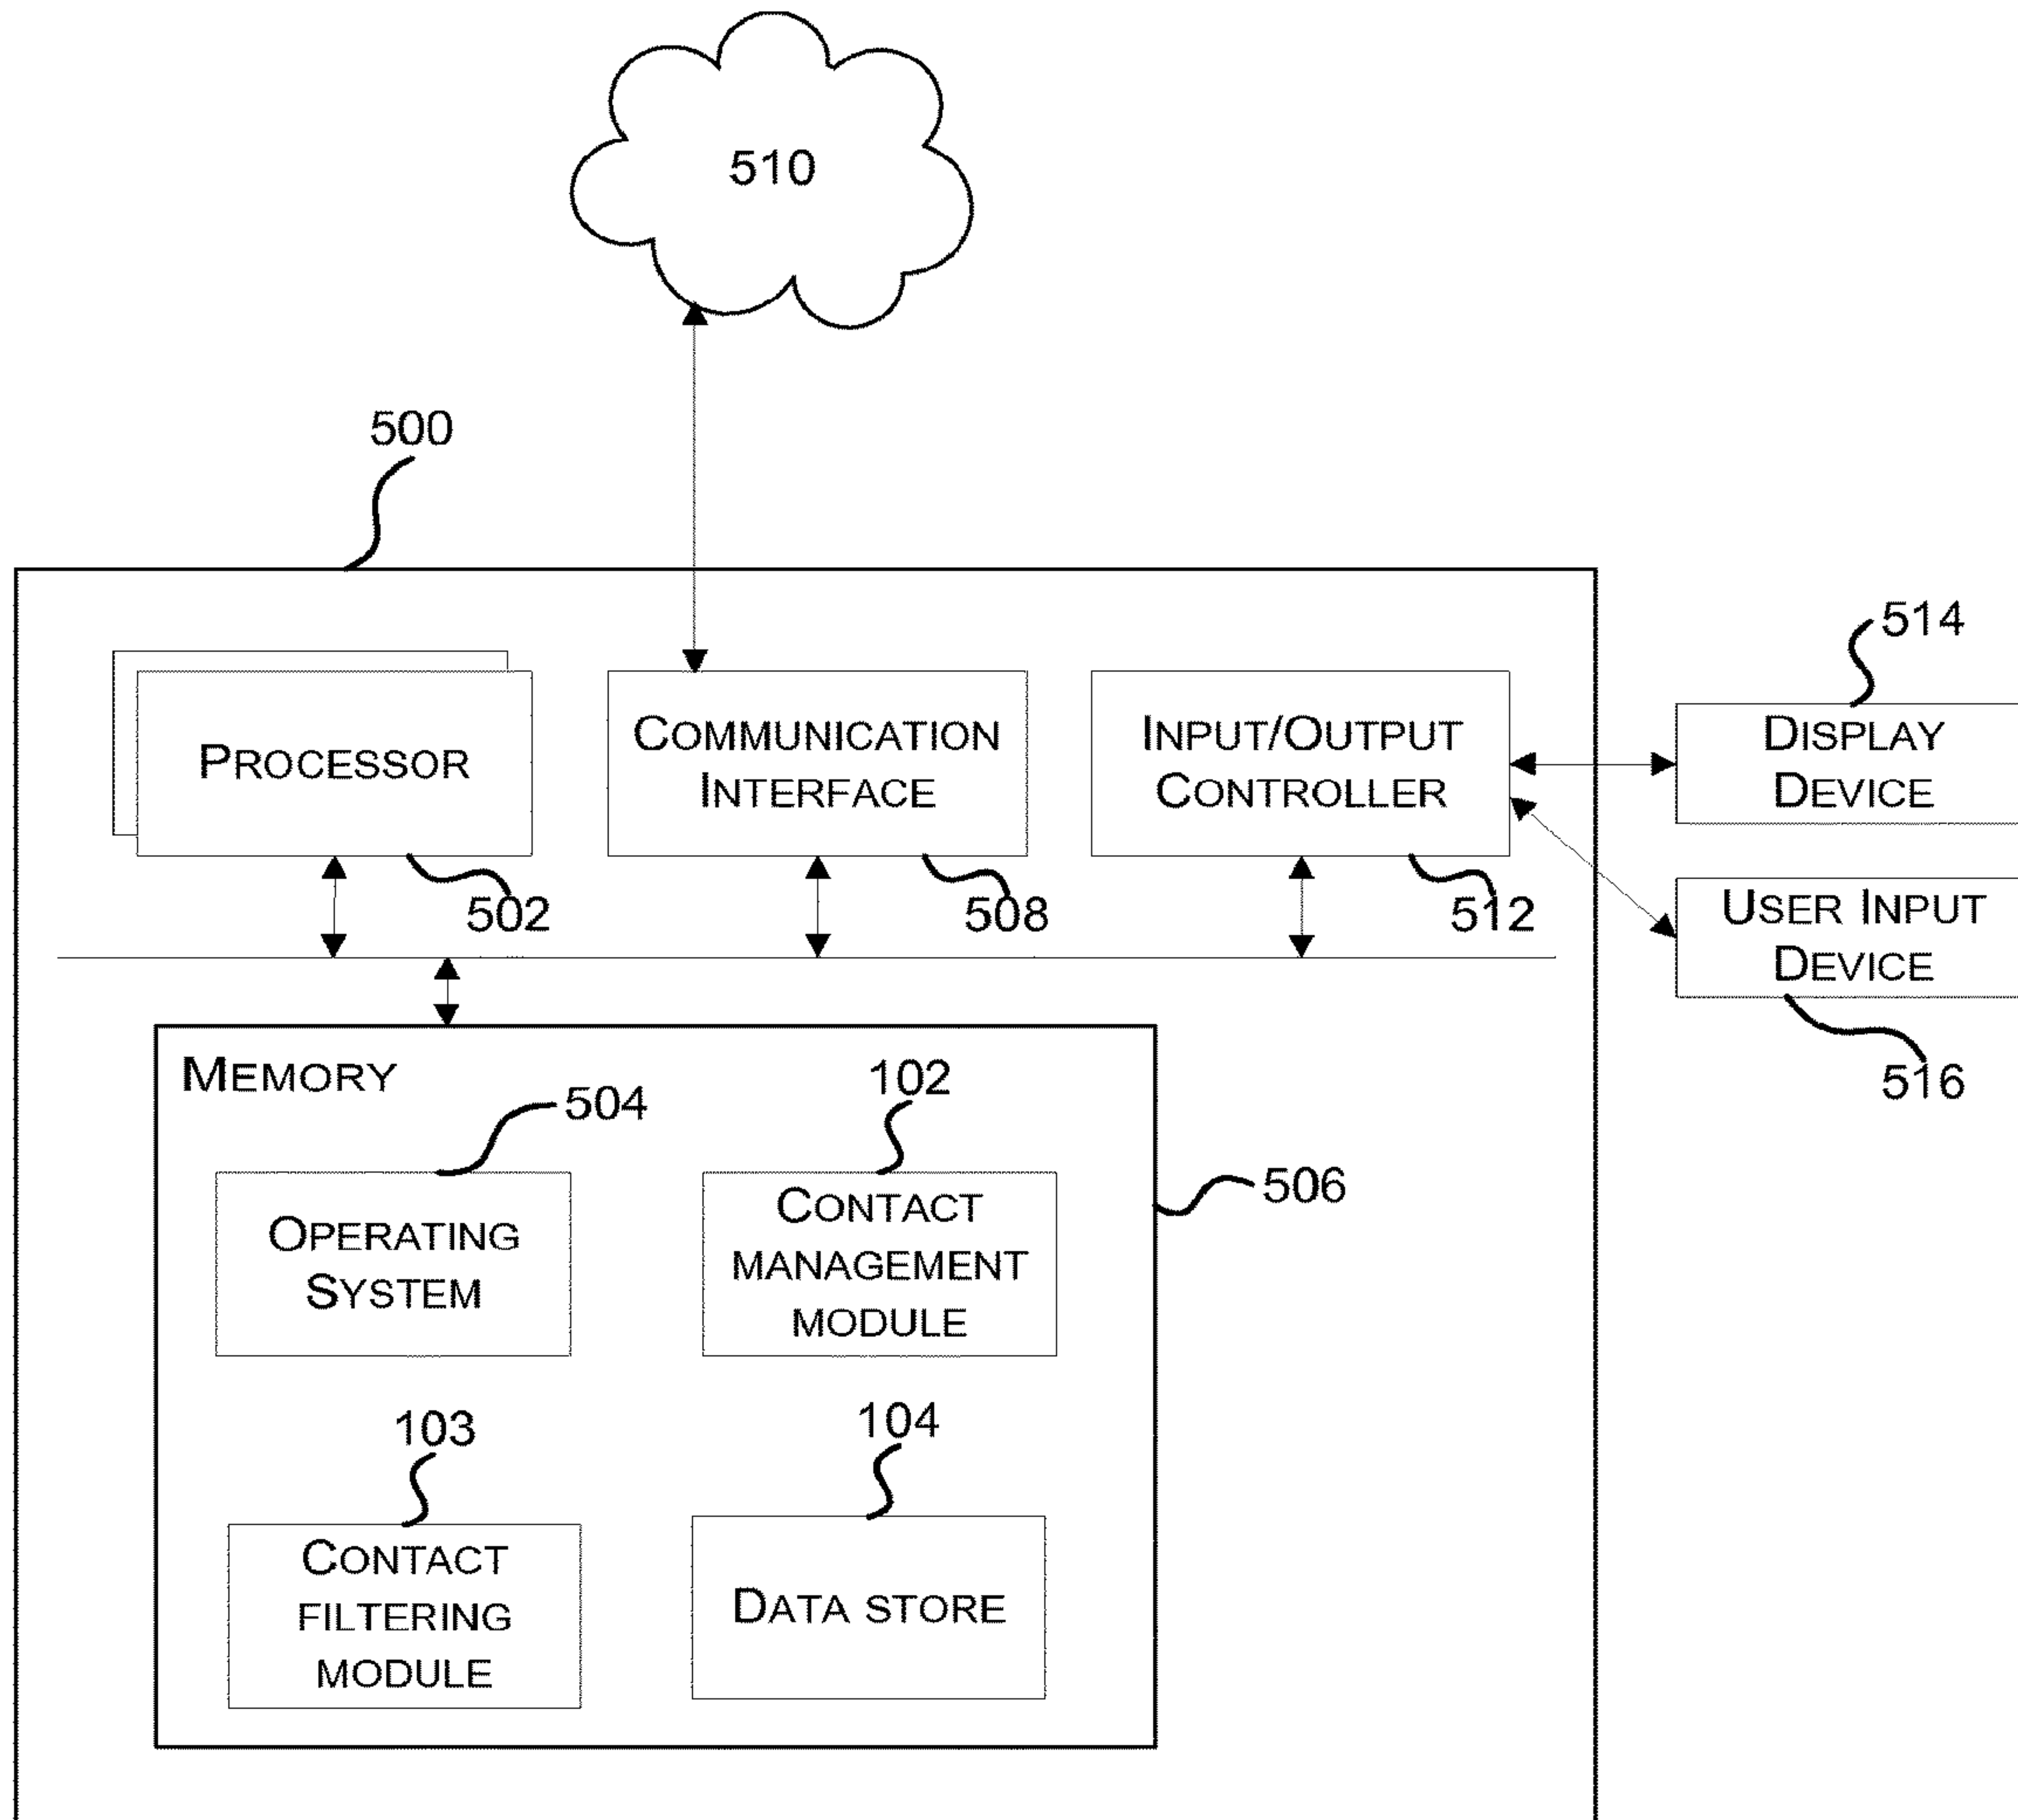 510
500
514
PROCESSOR
COMMUNICATION
INTERFACE
INPUT/OUTPUT
CONTROLLER
DISPLAY
DEVICE
502
508
512
USER INPUT
DEVICE
516
MEMORY
504
102
506
OPERATING
SYSTEM
CONTACT
MANAGEMENT
MODULE
103
104
CONTACT
FILTERING
MODULE
DATA STORE